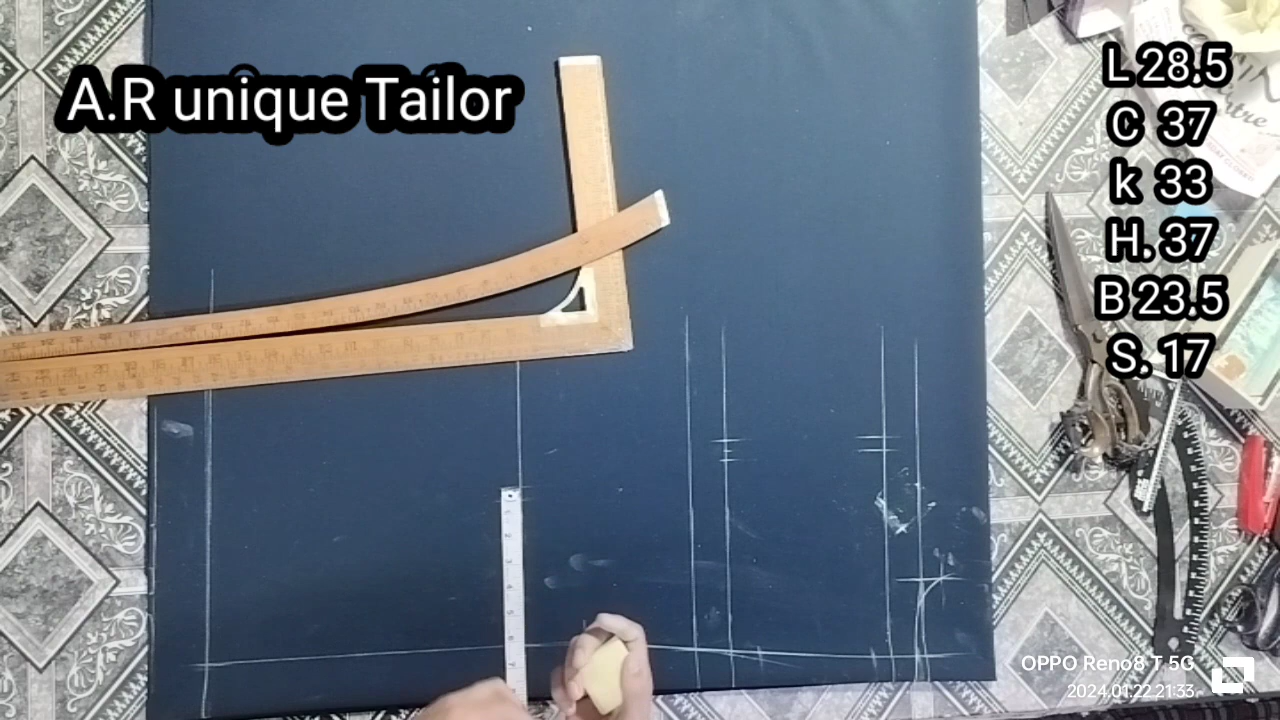 A.R unique Tailor
L 28.5
C 37
k 33
H. 37
B 23.5
S. 17
OPPO Reno8 T 5G
2024.01.22 21:33